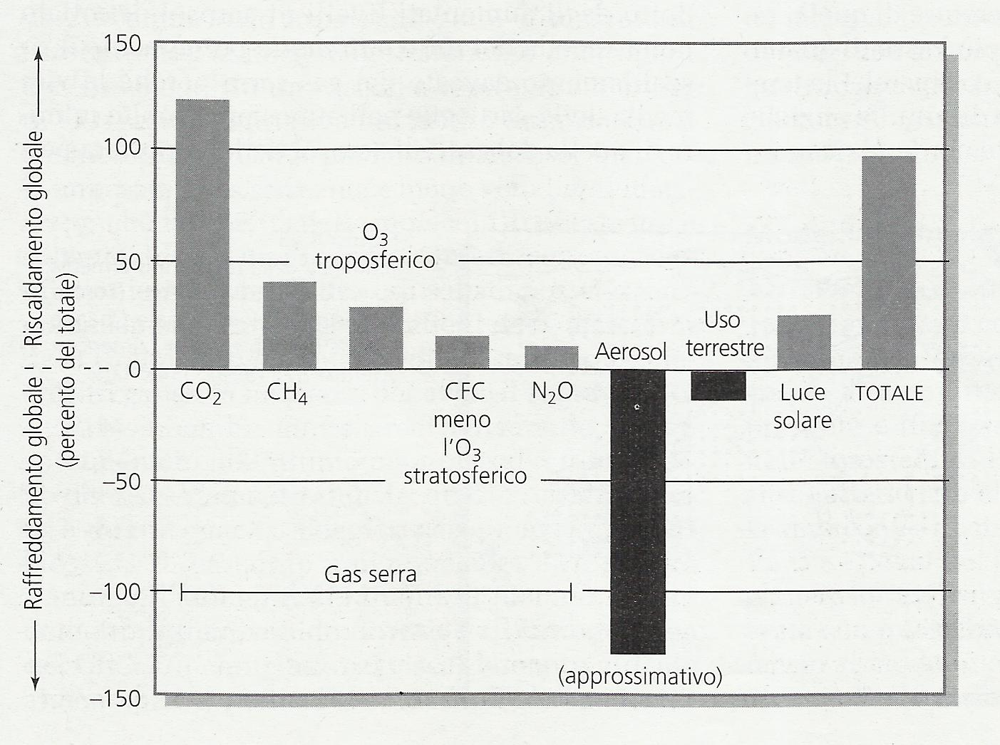 150
100
50
0
–50
–100
–150
Raffreddamento globale
Riscaldamento globale
(percento del totale)
O3
troposferico
CO2
CH4
CFC
meno
l'O3
stratosferico
N2O
Aerosol
(approssimativo)
Uso
terrestre
Luce
solare
TOTALE
Gas serra